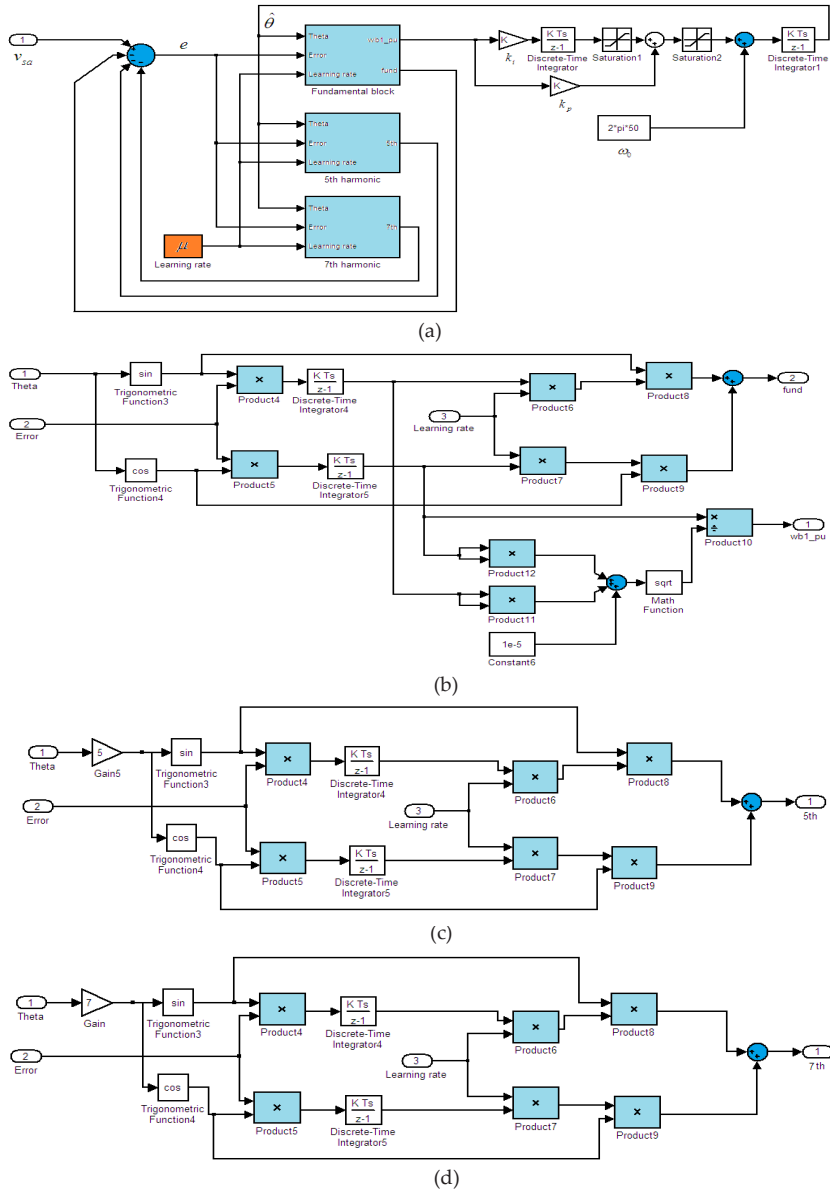 θ̂
1
v_sa
e
Theta
Error
Learning rate
wb1_pu
fund
Fundamental block
K
k_i
K Ts
z-1
Discrete-Time
Integrator
Saturation1
Saturation2
K Ts
z-1
Discrete-Time
Integrator1
K
k_p
2*pi*50
ω_0
Theta
Error
Learning rate
5th
5th harmonic
Theta
Error
Learning rate
7th
7th harmonic
μ
Learning rate
(a)
1
Theta
sin
Trigonometric
Function3
×
Product4
K Ts
z-1
Discrete-Time
Integrator4
2
Error
cos
Trigonometric
Function4
×
Product5
K Ts
z-1
Discrete-Time
Integrator5
3
Learning rate
×
Product6
×
Product7
×
Product8
×
Product9
2
fund
×
÷
Product10
1
wb1_pu
×
Product12
×
Product11
1e-5
Constant6
sqrt
Math
Function
(b)
1
Theta
5
Gain5
sin
Trigonometric
Function3
×
Product4
K Ts
z-1
Discrete-Time
Integrator4
2
Error
cos
Trigonometric
Function4
×
Product5
K Ts
z-1
Discrete-Time
Integrator5
3
Learning rate
×
Product6
×
Product7
×
Product8
×
Product9
1
5th
(c)
1
Theta
7
Gain
sin
Trigonometric
Function3
×
Product4
K Ts
z-1
Discrete-Time
Integrator4
2
Error
cos
Trigonometric
Function4
×
Product5
K Ts
z-1
Discrete-Time
Integrator5
3
Learning rate
×
Product6
×
Product7
×
Product8
×
Product9
1
7th
(d)